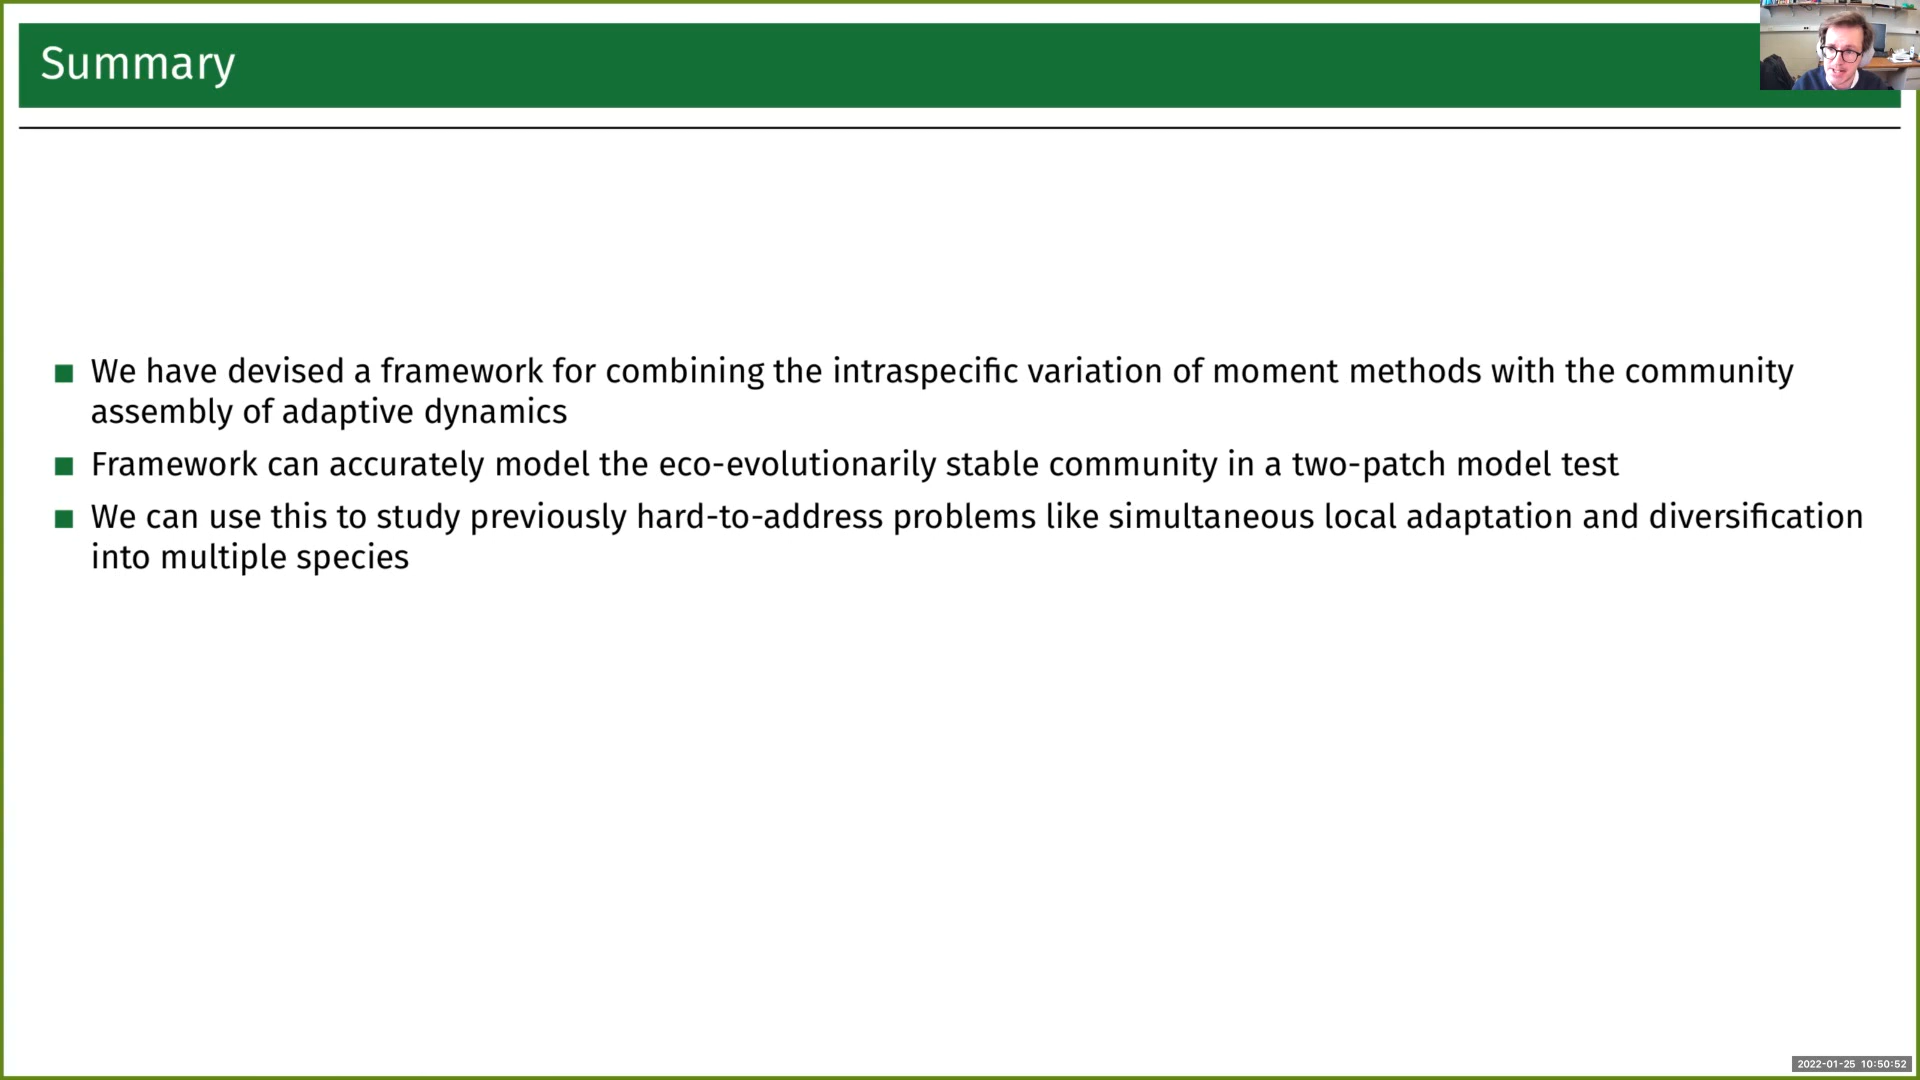 Summary
We have devised a framework for combining the intraspecific variation of moment methods with the community
assembly of adaptive dynamics
Framework can accurately model the eco-evolutionarily stable community in a two-patch model test
We can use this to study previously hard-to-address problems like simultaneous local adaptation and diversification
into multiple species
2022-01-25 10:50:52